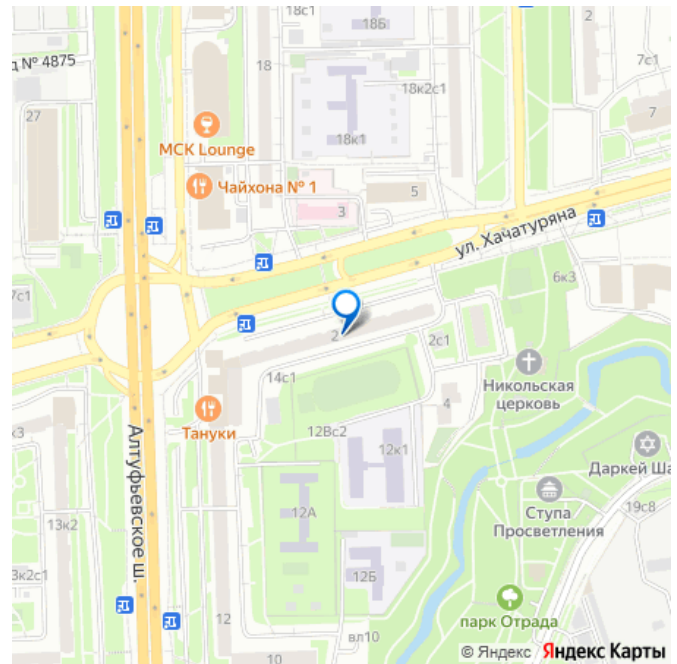 18Б
д № 4875
18
7с1
18к2с1
27
7
МСК Lounge
18к1
Чайхона № 1
5
3
ул. Хачатуряна
6к3
7с1
2
2с1
14с1
Никольская
церковь
4
Тануки
12Вс2
к3
12к1
Даркей Ша
Алтуфьевское ш.
Ступа
Просветления
19с8
12А
13к2
3к2с1
12Б
парк Отрада
12
вл10
10
© Яндекс Яндекс Карты